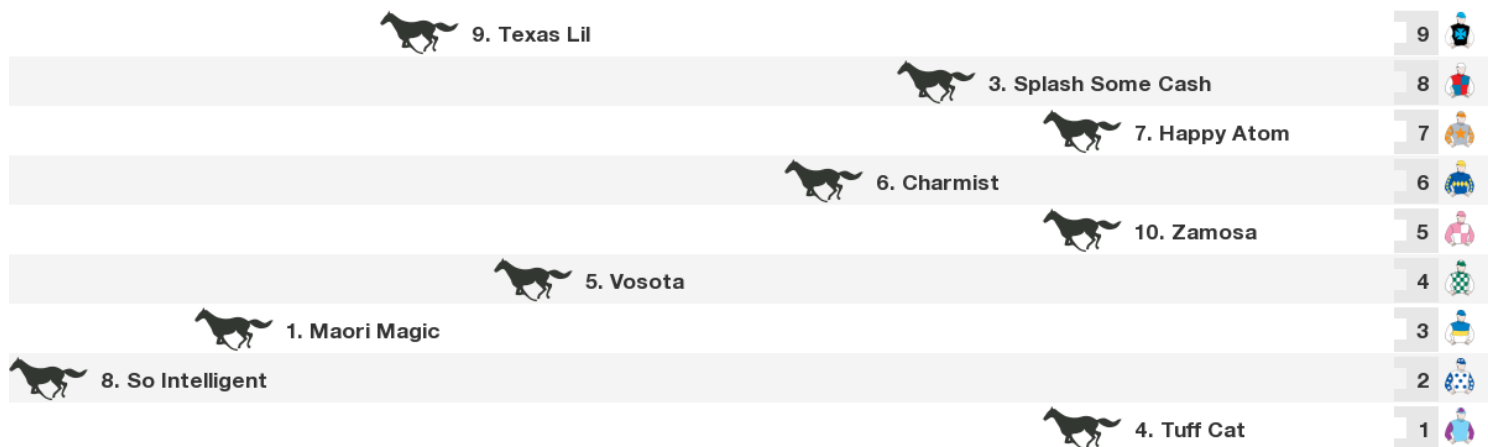 9. Texas Lil 9
3. Splash Some Cash 8
7. Happy Atom 7
6. Charmist 6
10. Zamosa 5
5. Vosota 4
1. Maori Magic 3
8. So Intelligent 2
4. Tuff Cat 1